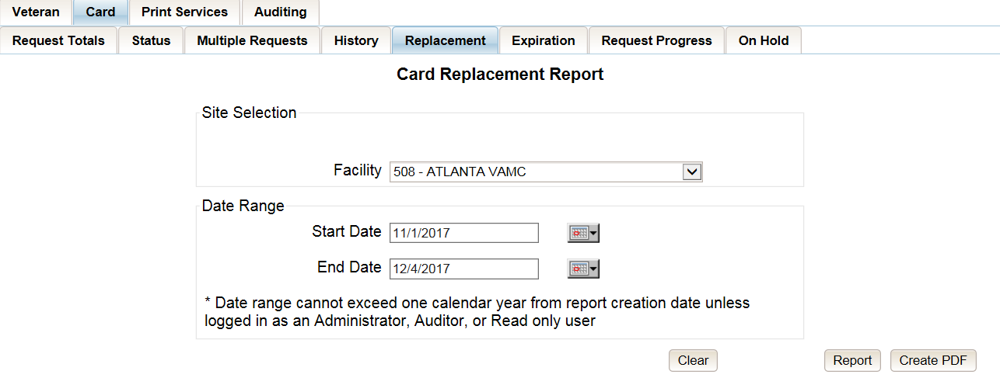 Veteran Card Print Services Auditing
Request Totals Status Multiple Requests History Replacement Expiration Request Progress On Hold
Card Replacement Report
Site Selection
Facility 508 - ATLANTA VAMC
Date Range
Start Date 11/1/2017
End Date 12/4/2017
* Date range cannot exceed one calendar year from report creation date unless
logged in as an Administrator, Auditor, or Read only user
Clear Report Create PDF